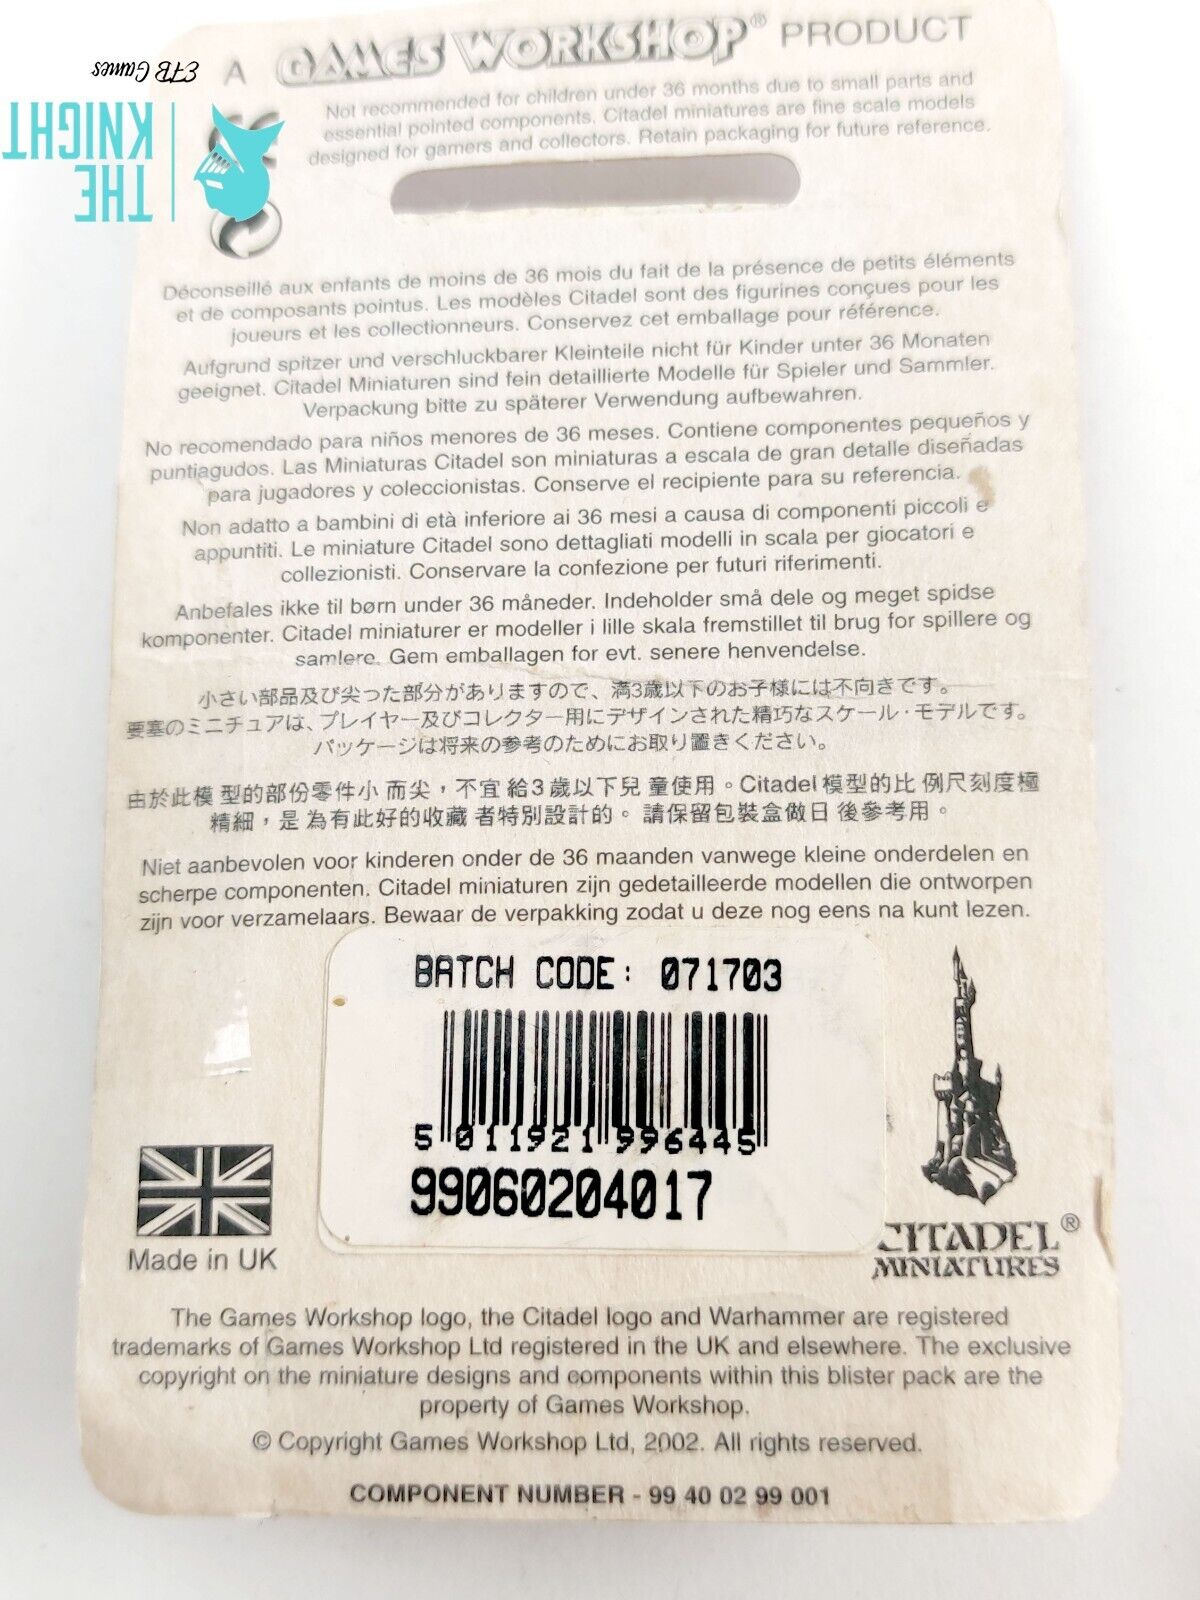 A GAMES WORKSHOP® PRODUCT
ETB Games
THE KNIGHT
Not recommended for children under 36 months due to small parts and
essential pointed components. Citadel miniatures are fine scale models
designed for gamers and collectors. Retain packaging for future reference.
Déconseillé aux enfants de moins de 36 mois du fait de la présence de petits éléments
et de composants pointus. Les modèles Citadel sont des figurines conçues pour les
joueurs et les collectionneurs. Conservez cet emballage pour référence.
Aufgrund spitzer und verschluckbarer Kleinteile nicht für Kinder unter 36 Monaten
geeignet. Citadel Miniaturen sind fein detaillierte Modelle für Spieler und Sammler.
Verpackung bitte zu späterer Verwendung aufbewahren.
No recomendado para niños menores de 36 meses. Contiene componentes pequeños y
puntiagudos. Las Miniaturas Citadel son miniaturas a escala de gran detalle diseñadas
para jugadores y coleccionistas. Conserve el recipiente para su referencia.
Non adatto a bambini di età inferiore ai 36 mesi a causa di componenti piccoli e
appuntiti. Le miniature Citadel sono dettagliati modelli in scala per giocatori e
collezionisti. Conservare la confezione per futuri riferimenti.
Anbefales ikke til børn under 36 måneder. Indeholder små dele og meget spidse
komponenter. Citadel miniaturer er modeller i lille skala fremstillet til brug for spillere og
samlere. Gem emballagen for evt. senere henvendelse.
小さい部品及び尖った部分がありますので、満3歳以下のお子様には不向きです。
要塞のミニチュアは、プレイヤー及びコレクター用にデザインされた精巧なスケール・モデルです。
パッケージは将来の参考のためにお取り置きください。
由於此模 型的部份零件小 而尖，不宜 給3 歲以下兒 童使用。Citadel 模型的比 例尺刻度極
精細，是 為有此好的收藏 者特別設計的。 請保留包裝盒做日 後參考用。
Niet aanbevolen voor kinderen onder de 36 maanden vanwege kleine onderdelen en
scherpe componenten. Citadel miniaturen zijn gedetailleerde modellen die ontworpen
zijn voor verzamelaars. Bewaar de verpakking zodat u deze nog eens na kunt lezen.
BATCH CODE: 071703
5 011921 996445
99060204017
Made in UK
CITADEL®
MINIATURES
The Games Workshop logo, the Citadel logo and Warhammer are registered
trademarks of Games Workshop Ltd registered in the UK and elsewhere. The exclusive
copyright on the miniature designs and components within this blister pack are the
property of Games Workshop.
© Copyright Games Workshop Ltd, 2002. All rights reserved.
COMPONENT NUMBER - 99 40 02 99 001